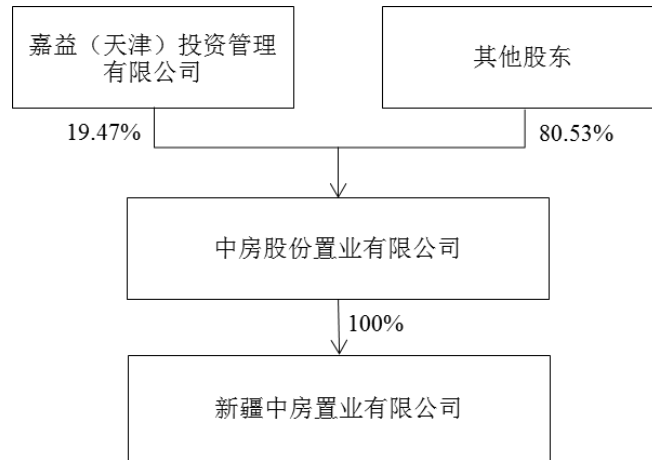 嘉益（天津）投资管理
有限公司
其他股东
19.47%
80.53%
中房股份置业有限公司
100%
新疆中房置业有限公司